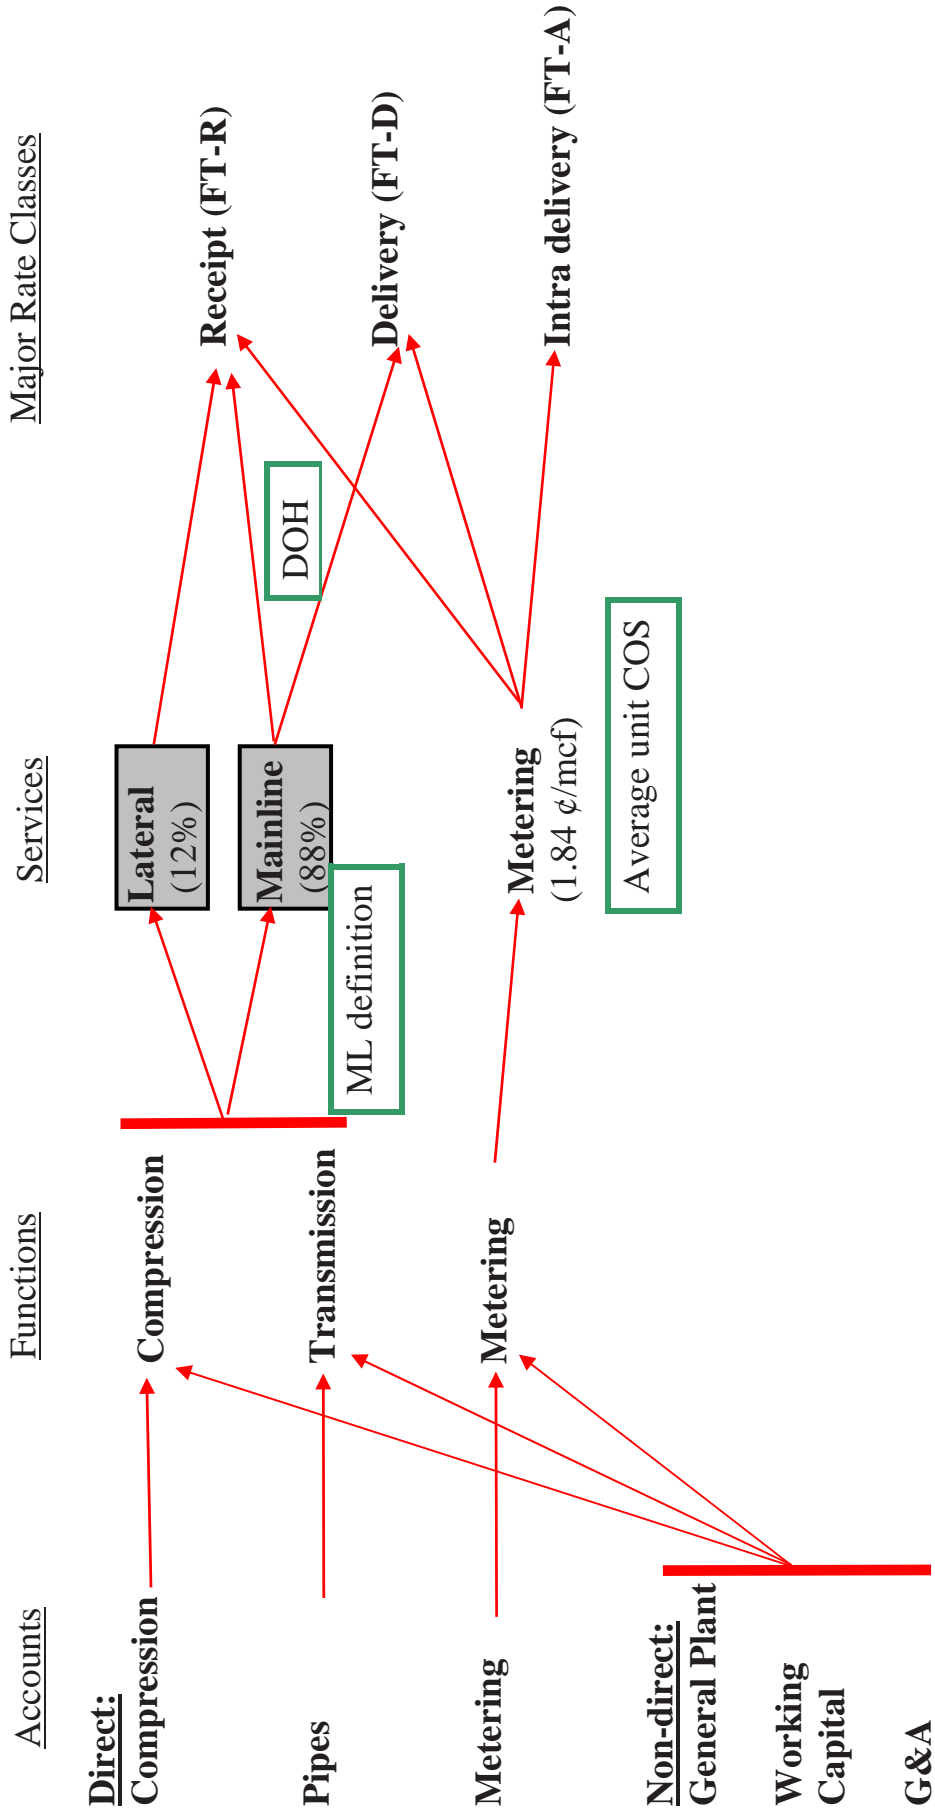 Accounts
Functions
Services
Major Rate Classes
Direct:
Compression
Compression
Lateral
(12%)
Receipt (FT-R)
Mainline
(88%)
DOH
Pipes
Transmission
ML definition
Delivery (FT-D)
Metering
Metering
Metering
(1.84 ¢/mcf)
Intra delivery (FT-A)
Average unit COS
Non-direct:
General Plant
Working
Capital
G&A